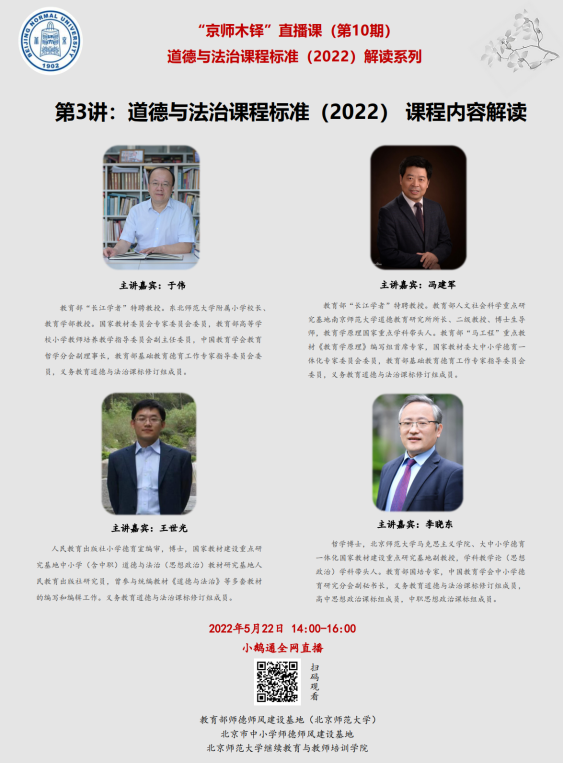 BEIJING NORMAL UNIVERSITY
1902
“京师木铎”直播课（第10期）
道德与法治课程标准（2022）解读系列
第3讲：道德与法治课程标准（2022） 课程内容解读
主讲嘉宾：于伟
教育部“长江学者”特聘教授。东北师范大学附属小学校长、
教育学部教授。国家教材委员会专家委员会委员，教育部高等学
校小学教师培养教学指导委员会副主任委员，中国教育学会教育
哲学分会副理事长，教育部基础教育德育工作专家指导委员会委
员，义务教育道德与法治课标修订组成员。
主讲嘉宾：冯建军
教育部“长江学者”特聘教授。教育部人文社会科学重点研
究基地南京师范大学道德教育研究所所长、二级教授、博士生导
师，教育学原理国家重点学科带头人。教育部“马工程”重点教
材《教育学原理》编写组首席专家，国家教材委大中小学德育一
体化专家委员会委员，教育部基础教育德育工作专家指导委员会
委员，义务教育道德与法治课标修订组成员。
主讲嘉宾：王世光
人民教育出版社小学德育室编审，博士，国家教材建设重点研
究基地中小学（含中职）道德与法治（思想政治）教材研究基地人
民教育出版社研究员，曾参与统编教材《道德与法治》等多套教材
的编写和编辑工作。义务教育道德与法治课标修订组成员。
主讲嘉宾：李晓东
哲学博士，北京师范大学马克思主义学院、大中小学德育
一体化国家教材建设重点研究基地副教授，学科教学论（思想
政治）学科带头人。教育部国培专家，中国教育学会中小学德
育研究分会副秘书长，义务教育道德与法治课标修订组成员，
高中思想政治课标组成员，中职思想政治课标组成员。
2022年5月22日 14:00-16:00
小鹅通全网直播
扫码观看
教育部师德师风建设基地（北京师范大学）
北京市中小学师德师风建设基地
北京师范大学继续教育与教师培训学院